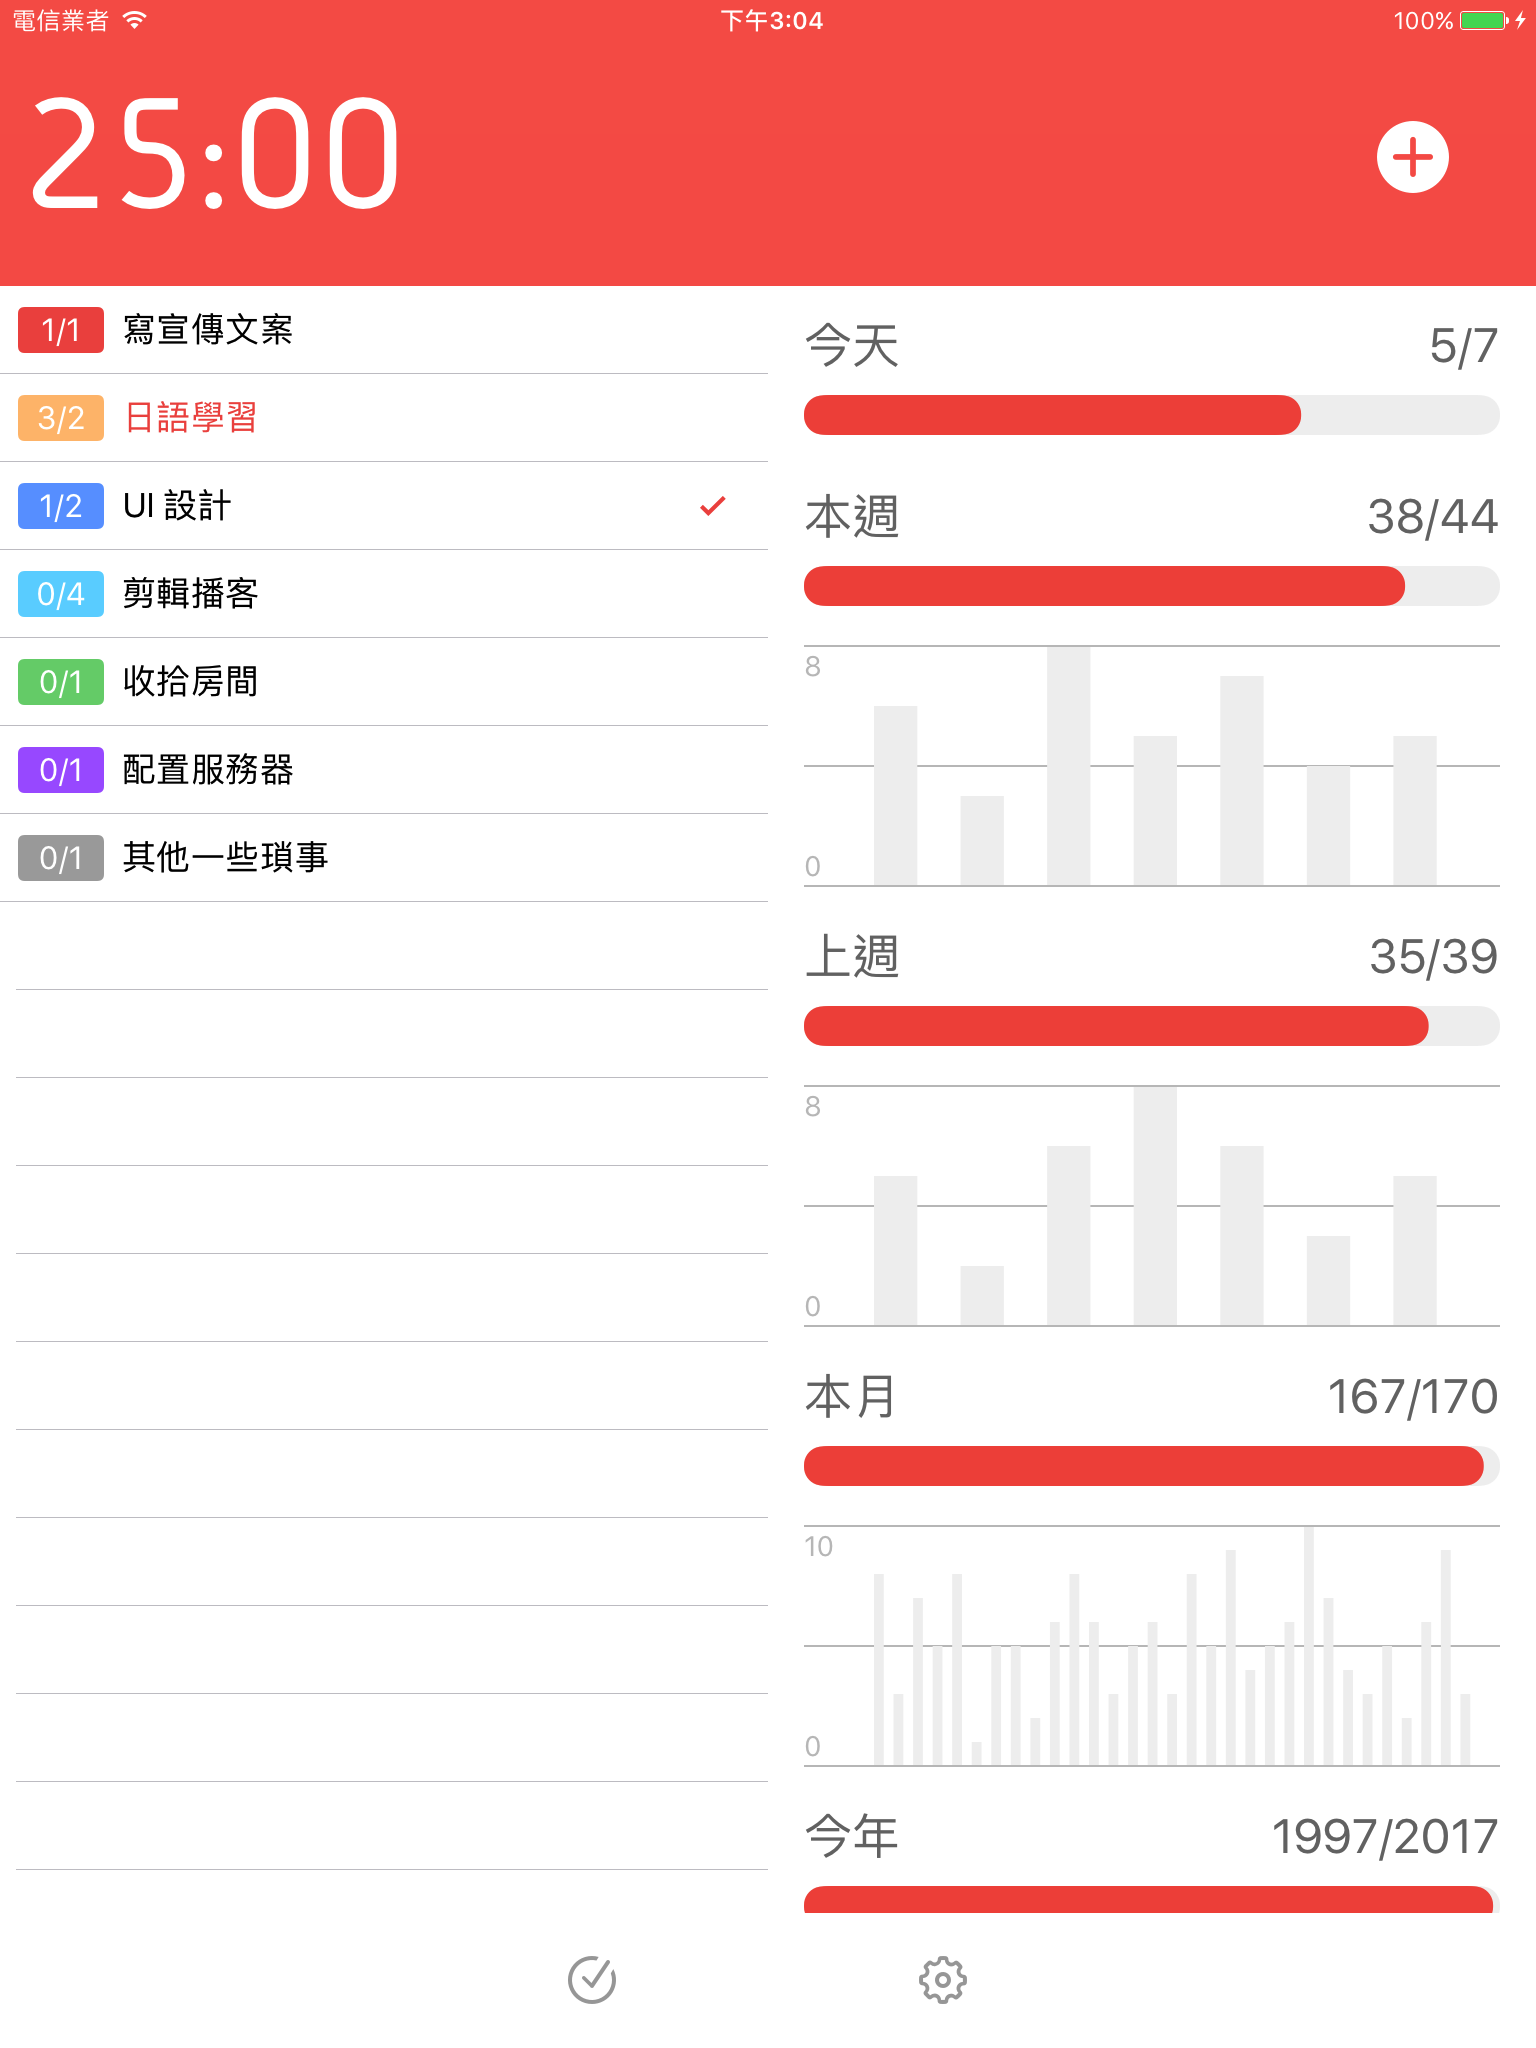 電信業者 下午3:04 100%
25:00
1/1 寫宣傳文案
3/2 日語學習
1/2 UI 設計
0/4 剪輯播客
0/1 收拾房間
0/1 配置服務器
0/1 其他一些瑣事
今天 5/7
本週 38/44
8
0
上週 35/39
8
0
本月 167/170
10
0
今年 1997/2017